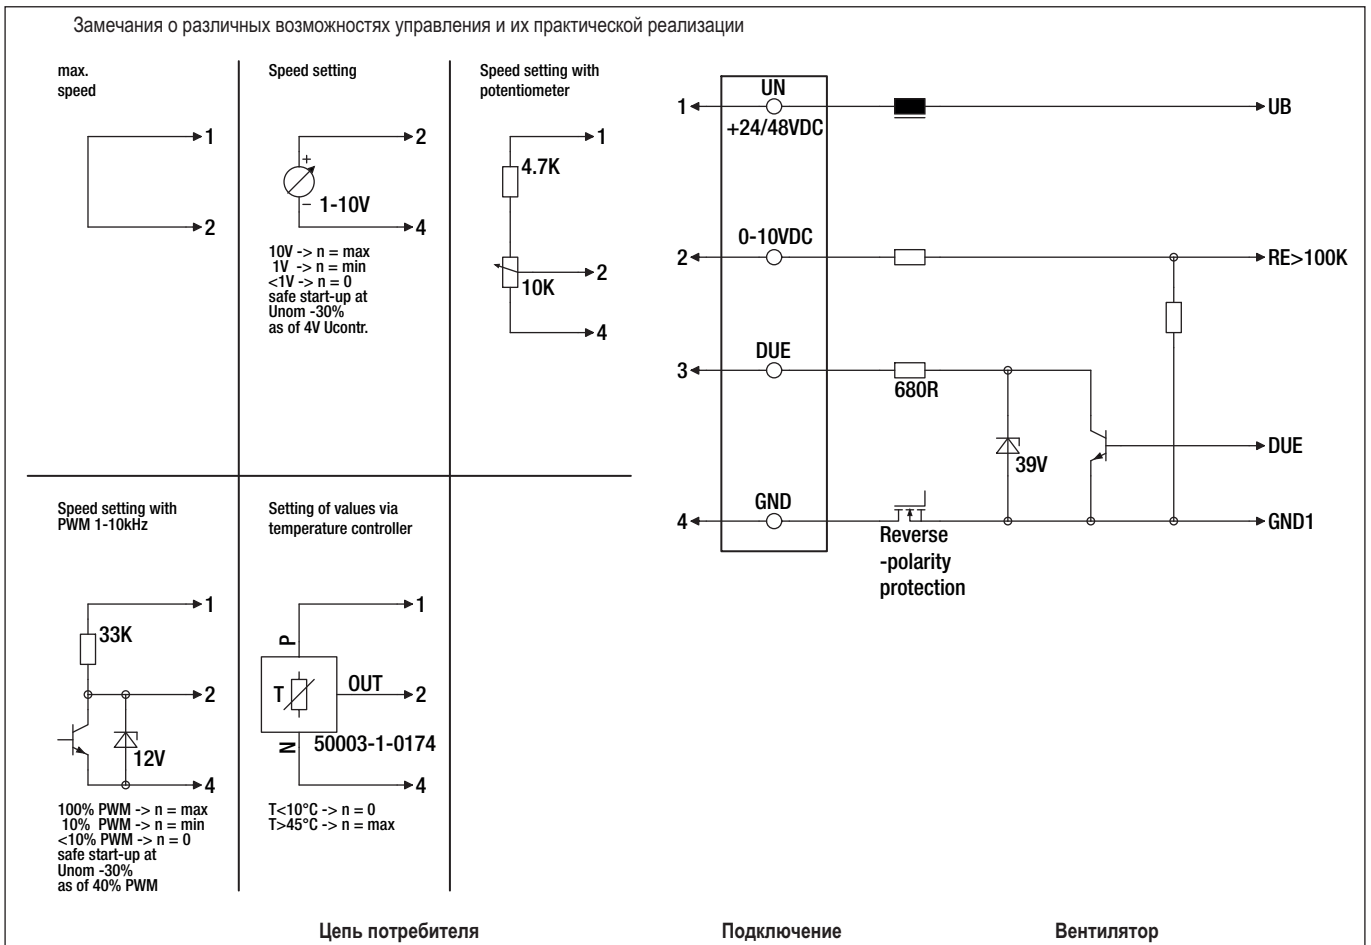 Замечания о различных возможностях управления и их практической реализации
max.
speed
1
2
Speed setting
2
+
− 1-10V
4
10V -> n = max
1V -> n = min
<1V -> n = 0
safe start-up at
Unom -30%
as of 4V Ucontr.
Speed setting with
potentiometer
1
4.7K
2
10K
4
Speed setting with
PWM 1-10kHz
1
33K
2
12V
4
100% PWM -> n = max
10% PWM -> n = min
<10% PWM -> n = 0
safe start-up at
Unom -30%
as of 40% PWM
Setting of values via
temperature controller
1
P
T
OUT
2
N
50003-1-0174
4
T<10°C -> n = 0
T>45°C -> n = max
1
UN
+24/48VDC
UB
2
0-10VDC
RE>100K
3
DUE
680R
39V
DUE
4
GND
GND1
Reverse
-polarity
protection
Цепь потребителя
Подключение
Вентилятор